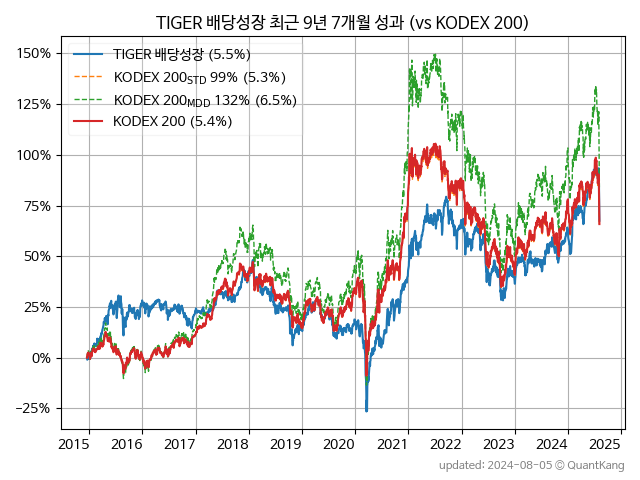 TIGER 배당성장 최근 9년 7개월 성과 (vs KODEX 200)
150%
125%
100%
75%
50%
25%
0%
−25%
TIGER 배당성장 (5.5%)
KODEX 200STD 99% (5.3%)
KODEX 200MDD 132% (6.5%)
KODEX 200 (5.4%)
2015 2016 2017 2018 2019 2020 2021 2022 2023 2024 2025
updated: 2024-08-05 © QuantKang